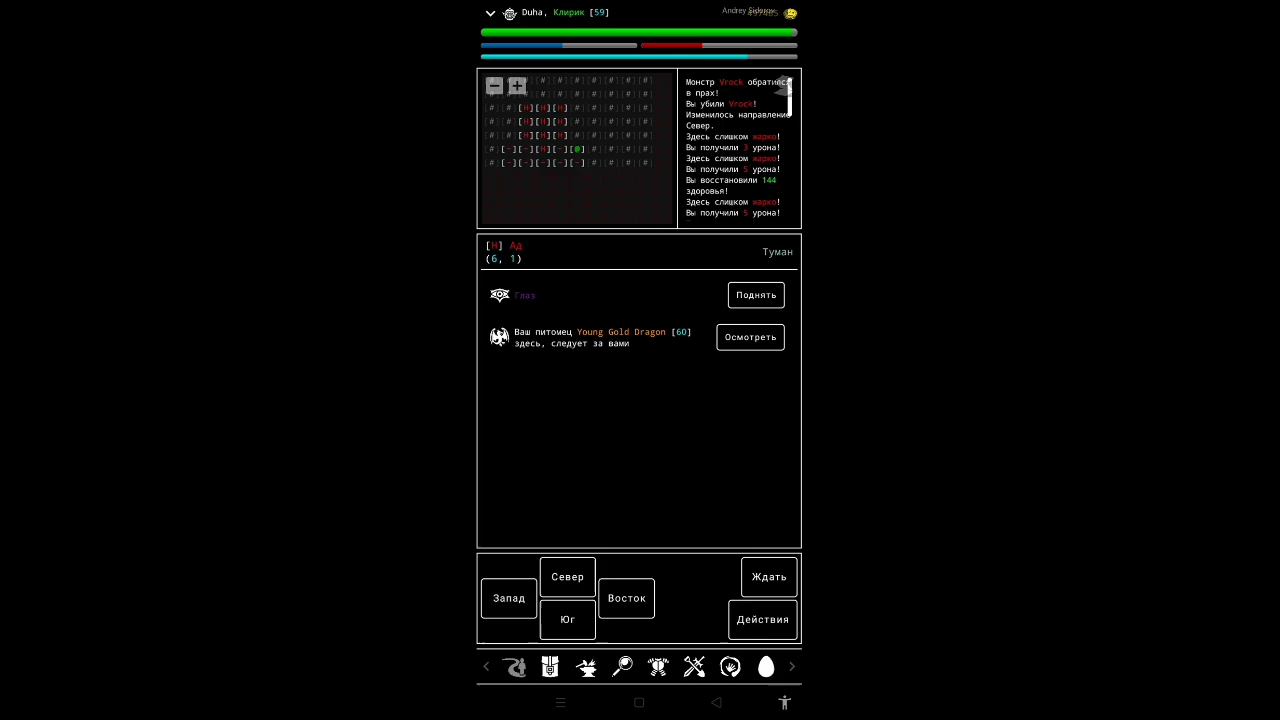 Duha, Клирик [59]
Andrey Sidorov
[#][#][#][#][#][#][#]
[#][#][#][#][#][#][#][#][#][#]
[#][#][H][H][H][#][#][#][#][#]
[#][#][H][H][H][#][#][#][#][#]
[#][#][H][H][H][#][#][#][#][#]
[#][~][~][H][~][@][#][#][#][#]
[#][~][~][~][~][~][#][#][#][#]
Монстр Vrock обратился
в прах!
Вы убили Vrock!
Изменилось направление
Север.
Здесь слишком жарко!
Вы получили 3 урона!
Здесь слишком жарко!
Вы получили 5 урона!
Вы восстановили 144
здоровья!
Здесь слишком жарко!
Вы получили 5 урона!
[H] Ад
(6, 1)
Туман
Глаз
Поднять
Ваш питомец Young Gold Dragon [60]
здесь, следует за вами
Осмотреть
Север
Запад
Восток
Юг
Ждать
Действия